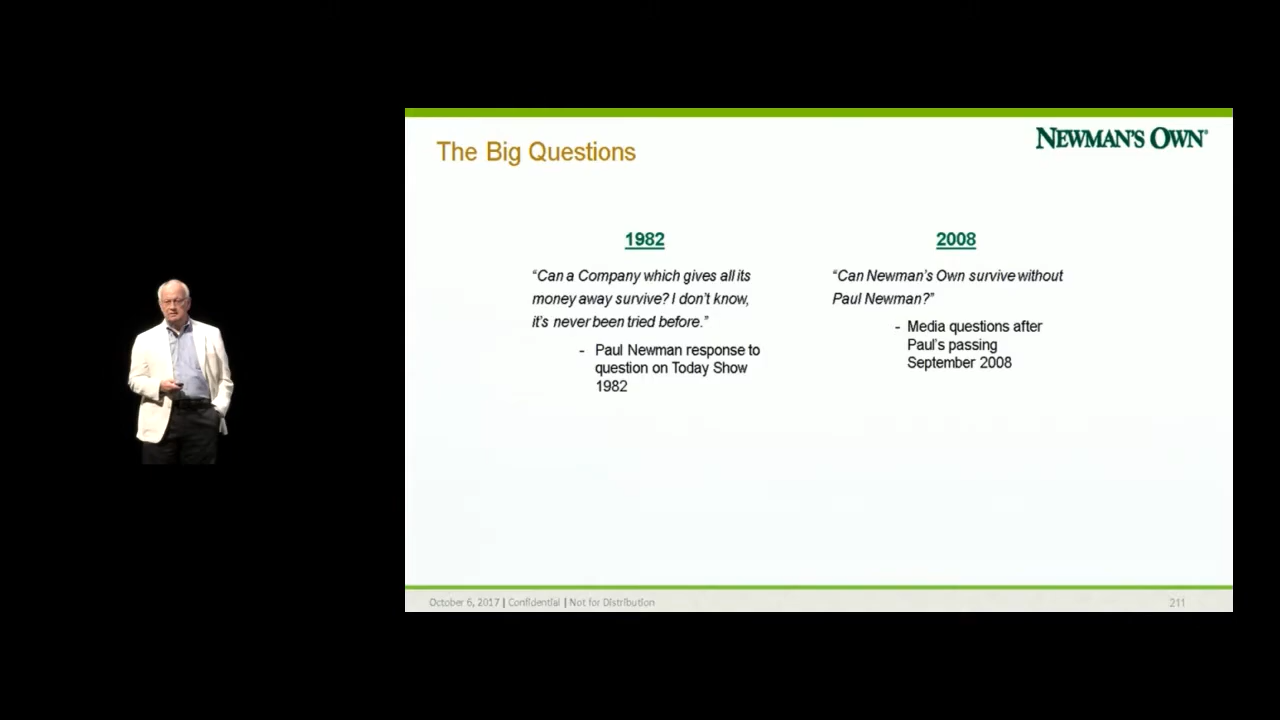 The Big Questions
NEWMAN'S OWN®
1982
"Can a Company which gives all its
money away survive? I don't know,
it's never been tried before."
- Paul Newman response to
question on Today Show
1982
2008
"Can Newman's Own survive without
Paul Newman?"
- Media questions after
Paul's passing
September 2008
October 6, 2017 | Confidential | Not for Distribution
211